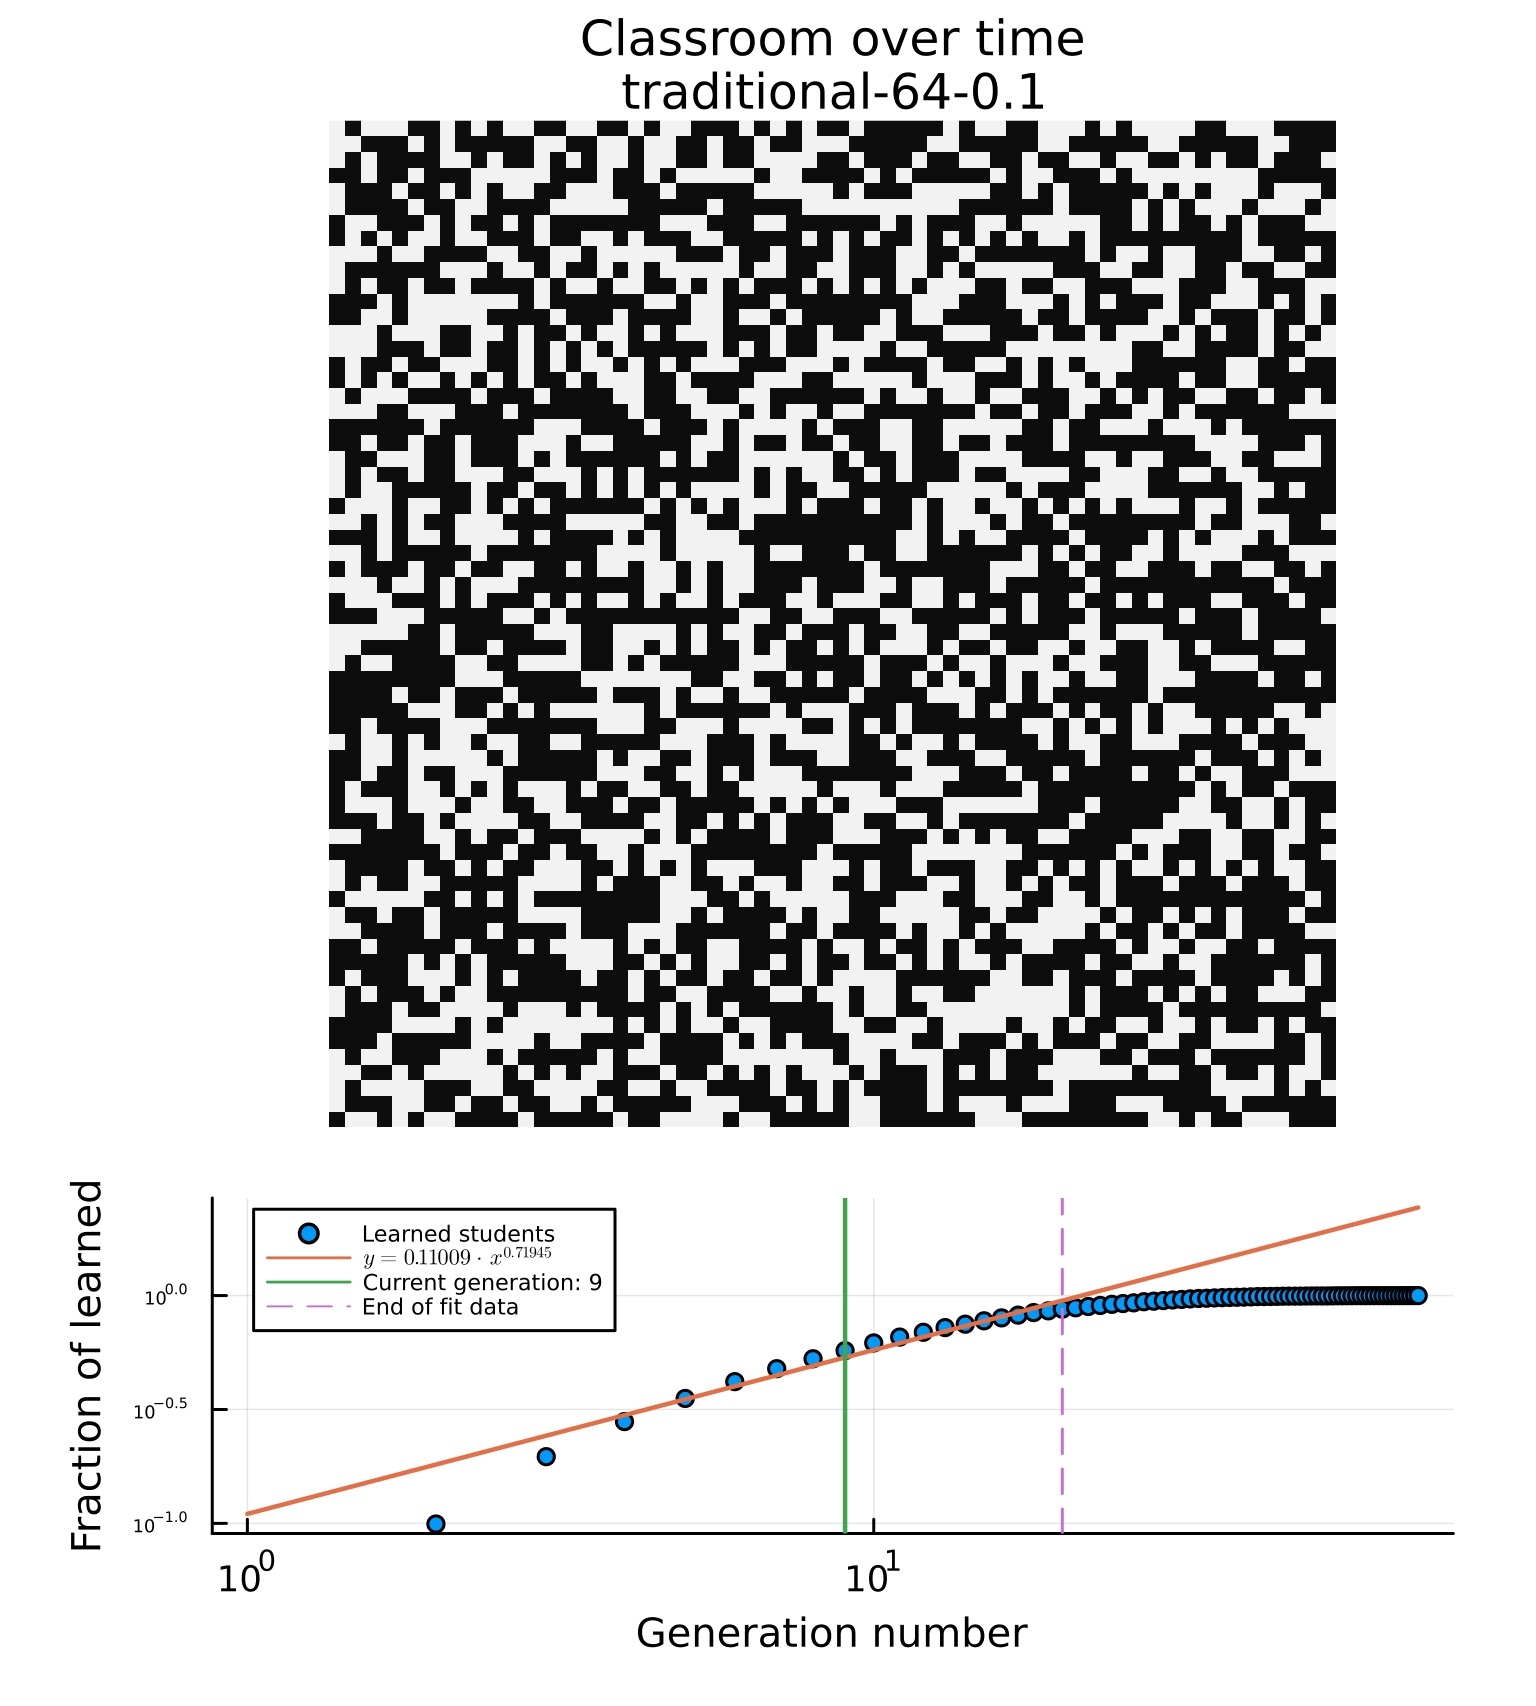 Classroom over time
traditional-64-0.1
Fraction of learned
Learned students
y = 0.11009 · x^0.71945
Current generation: 9
End of fit data
10^0.0
10^−0.5
10^−1.0
10^0
10^1
Generation number